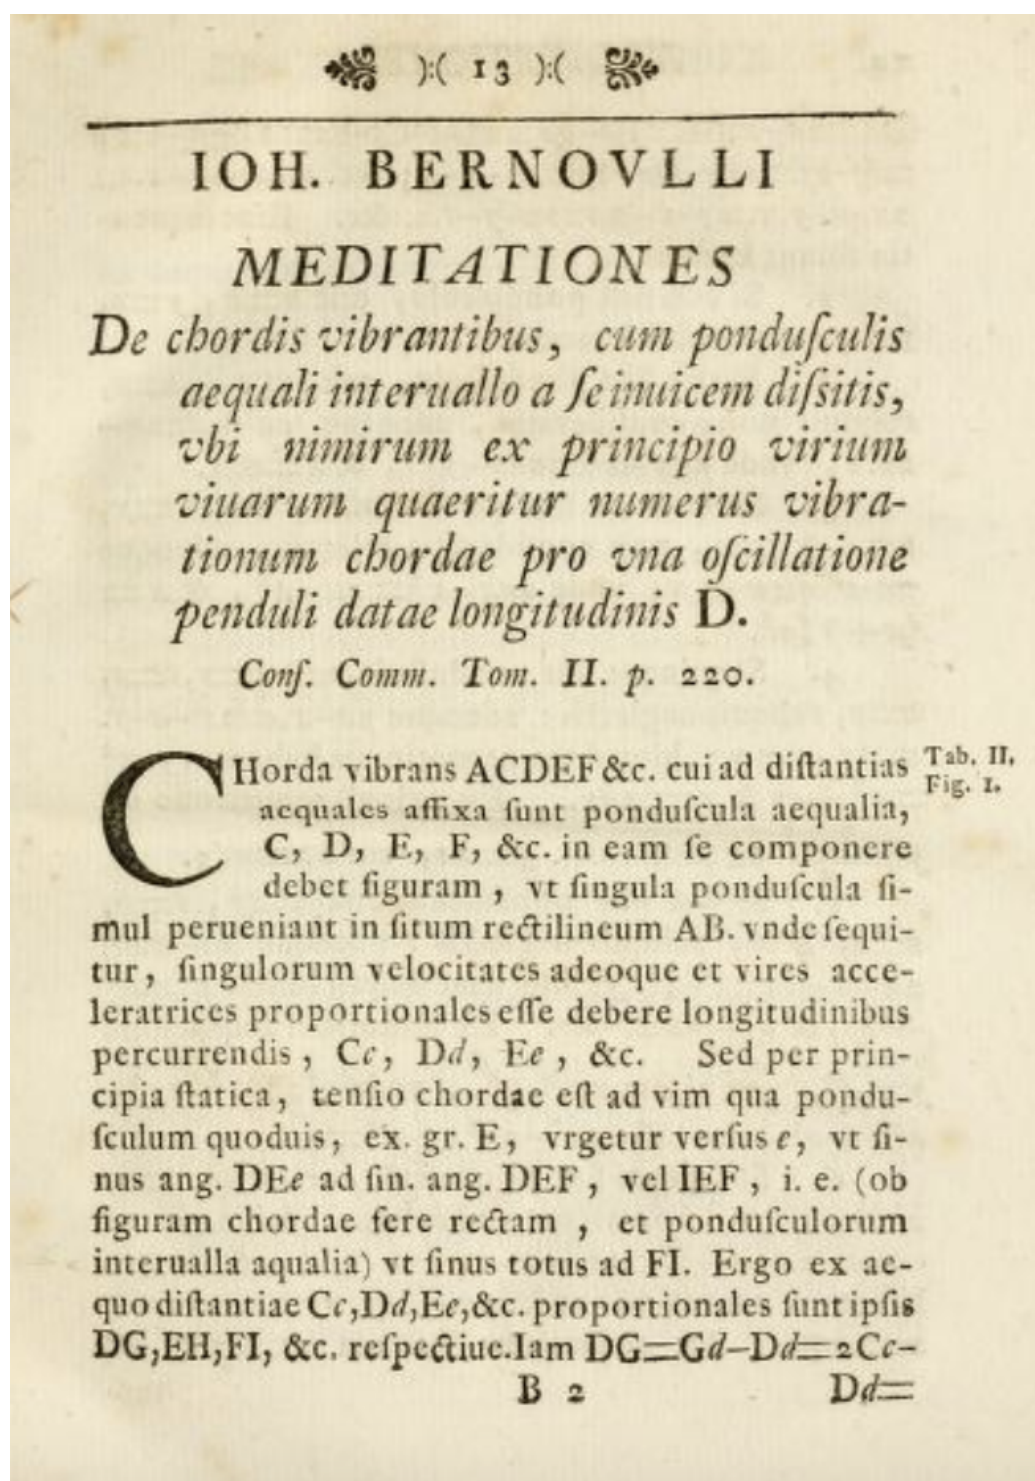 ):( 13 ):(
IOH. BERNOVLLI
MEDITATIONES
De chordis vibrantibus, cum ponduſculis
aequali interuallo a ſe inuicem diſsitis,
vbi nimirum ex principio virium
viuarum quaeritur numerus vibra-
tionum chordae pro vna oſcillatione
penduli datae longitudinis D.
Conf. Comm. Tom. II. p. 220.
CHorda vibrans ACDEF &c. cui ad diſtantias
Tab. II.
Fig. 1.
aequales affixa ſunt ponduſcula aequalia,
C, D, E, F, &c. in eam ſe componere
debet figuram, vt ſingula ponduſcula ſi-
mul perueniant in ſitum rectilineum AB. vnde ſequi-
tur, ſingulorum velocitates adeoque et vires acce-
leratrices proportionales eſſe debere longitudinibus
percurrendis, Cc, Dd, Ee, &c. Sed per prin-
cipia ſtatica, tenſio chordae eſt ad vim qua pondu-
ſculum quoduis, ex. gr. E, vrgetur verſus e, vt ſi-
nus ang. DEe ad ſin. ang. DEF, vel IEF, i. e. (ob
figuram chordae fere rectam, et ponduſculorum
interualla aqualia) vt ſinus totus ad FI. Ergo ex ae-
quo diſtantiae Cc, Dd, Ee, &c. proportionales ſunt ipſis
DG, EH, FI, &c. reſpectiue. Iam DG=Gd-Dd=2Cc-
B 2 Dd=